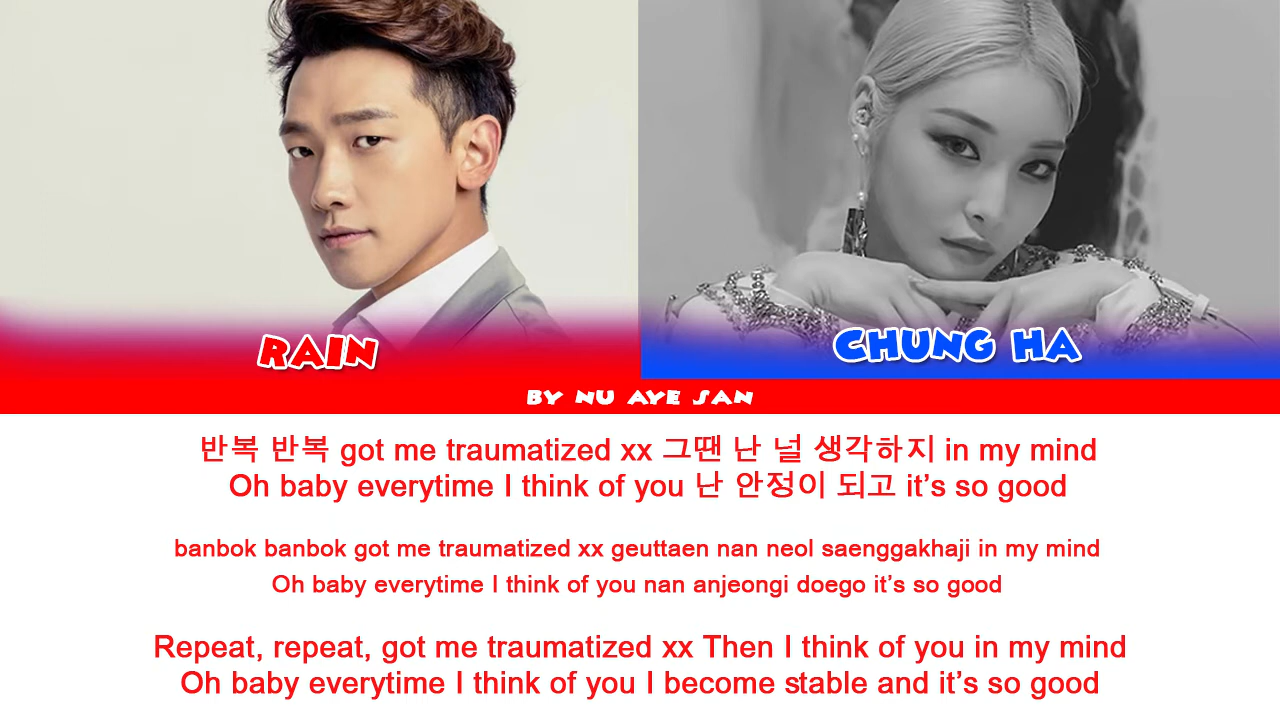 RAIN
CHUNG HA
BY NU AYE SAN
반복 반복 got me traumatized xx 그땐 난 널 생각하지 in my mind
Oh baby everytime I think of you 난 안정이 되고 it’s so good
banbok banbok got me traumatized xx geuttaen nan neol saenggakhaji in my mind
Oh baby everytime I think of you nan anjeongi doego it’s so good
Repeat, repeat, got me traumatized xx Then I think of you in my mind
Oh baby everytime I think of you I become stable and it’s so good